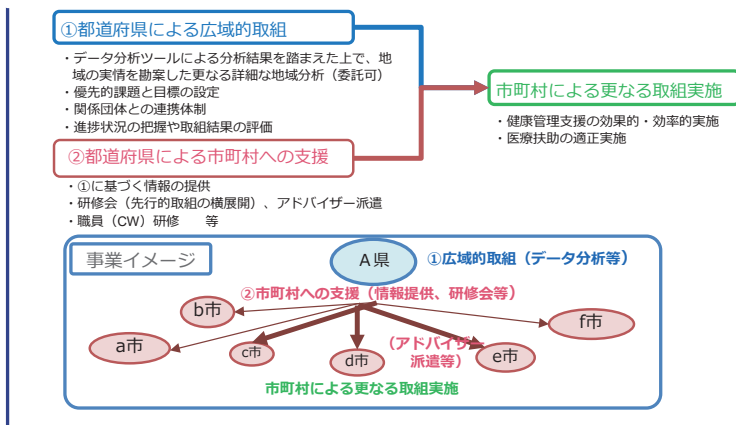 ①都道府県による広域的取組
・データ分析ツールによる分析結果を踏まえた上で、地
域の実情を勘案した更なる詳細な地域分析（委託可）
・優先的課題と目標の設定
・関係団体との連携体制
・進捗状況の把握や取組結果の評価
②都道府県による市町村への支援
・①に基づく情報の提供
・研修会（先行的取組の横展開）、アドバイザー派遣
・職員（CW）研修　等
市町村による更なる取組実施
・健康管理支援の効果的・効率的実施
・医療扶助の適正実施
事業イメージ
A県
①広域的取組（データ分析等）
②市町村への支援（情報提供、研修会等）
b市
f市
a市
c市
d市
（アドバイザー
派遣等）
e市
市町村による更なる取組実施